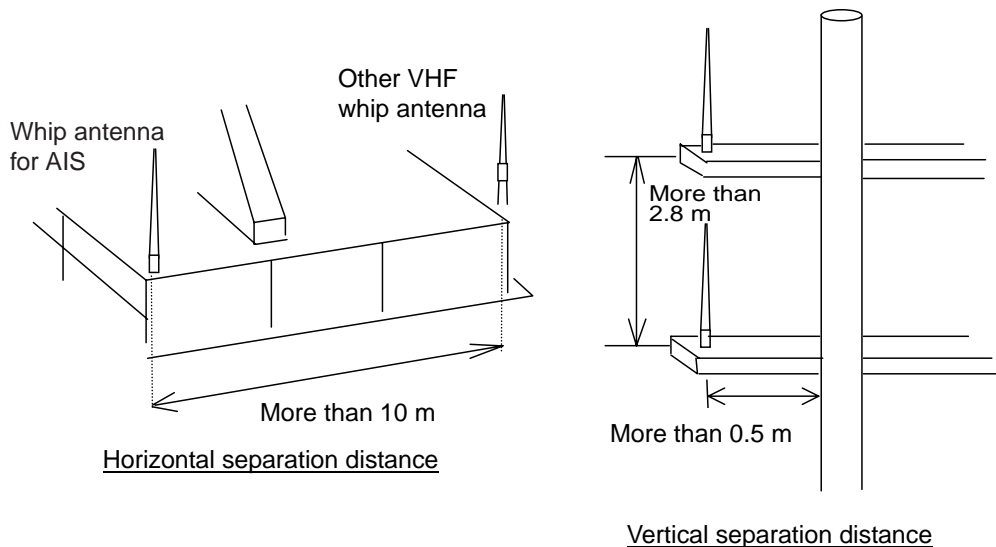 Whip antenna
for AIS
Other VHF
whip antenna
More than 10 m
Horizontal separation distance
More than
2.8 m
More than 0.5 m
Vertical separation distance